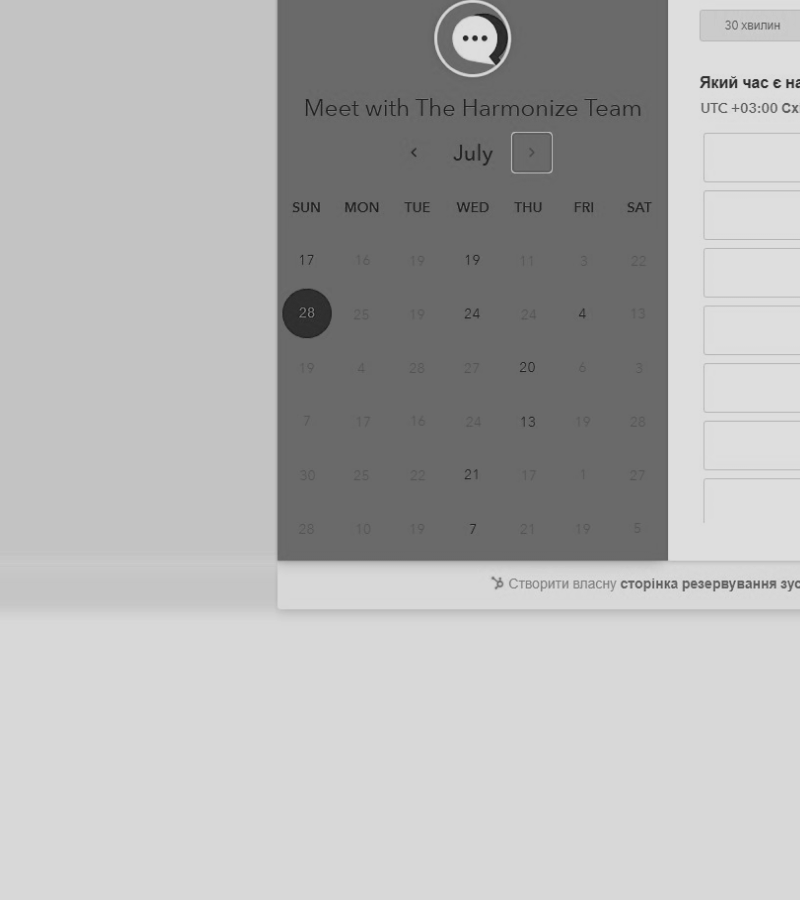 30 хвилин
Meet with The Harmonize Team
July
Який час є на
UTC +03:00 Сх
SUN MON TUE WED THU FRI SAT
17 16 19 19 11 3 22
28 25 19 24 24 4 13
19 4 28 27 20 6 3
7 17 16 24 13 19 28
30 25 22 21 17 1 27
28 10 19 7 21 19 5
Створити власну сторінка резервування зус